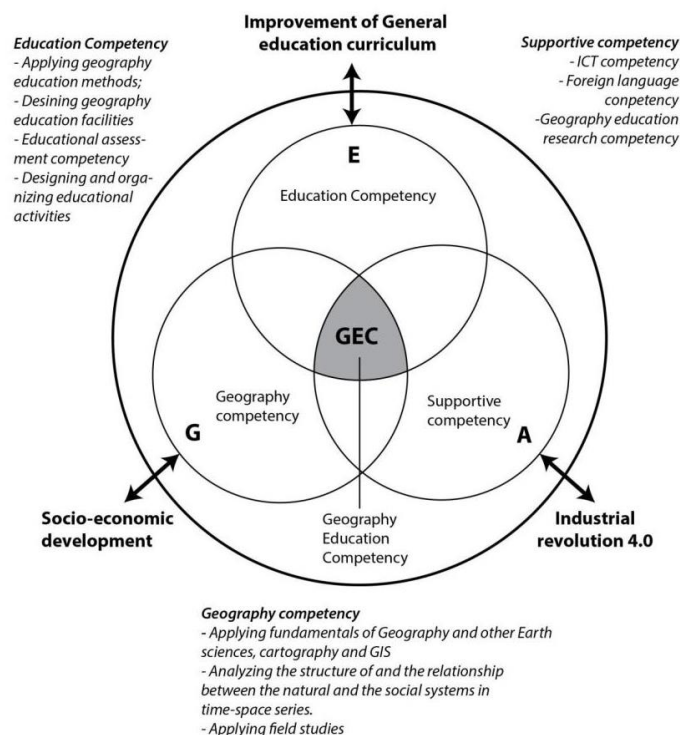 Improvement of General
education curriculum
Education Competency
- Applying geography
education methods;
- Desining geography
education facilities
- Educational assess-
ment competency
- Designing and orga-
nizing educational
activities
Supportive competency
- ICT competency
- Foreign language
conpetency
-Geography education
research competency
E
Education Competency
GEC
Geography
competency
G
Supportive
competency
A
Socio-economic
development
Geography
Education
Competency
Industrial
revolution 4.0
Geography competency
- Applying fundamentals of Geography and other Earth
sciences, cartography and GIS
- Analyzing the structure of and the relationship
between the natural and the social systems in
time-space series.
- Applying field studies